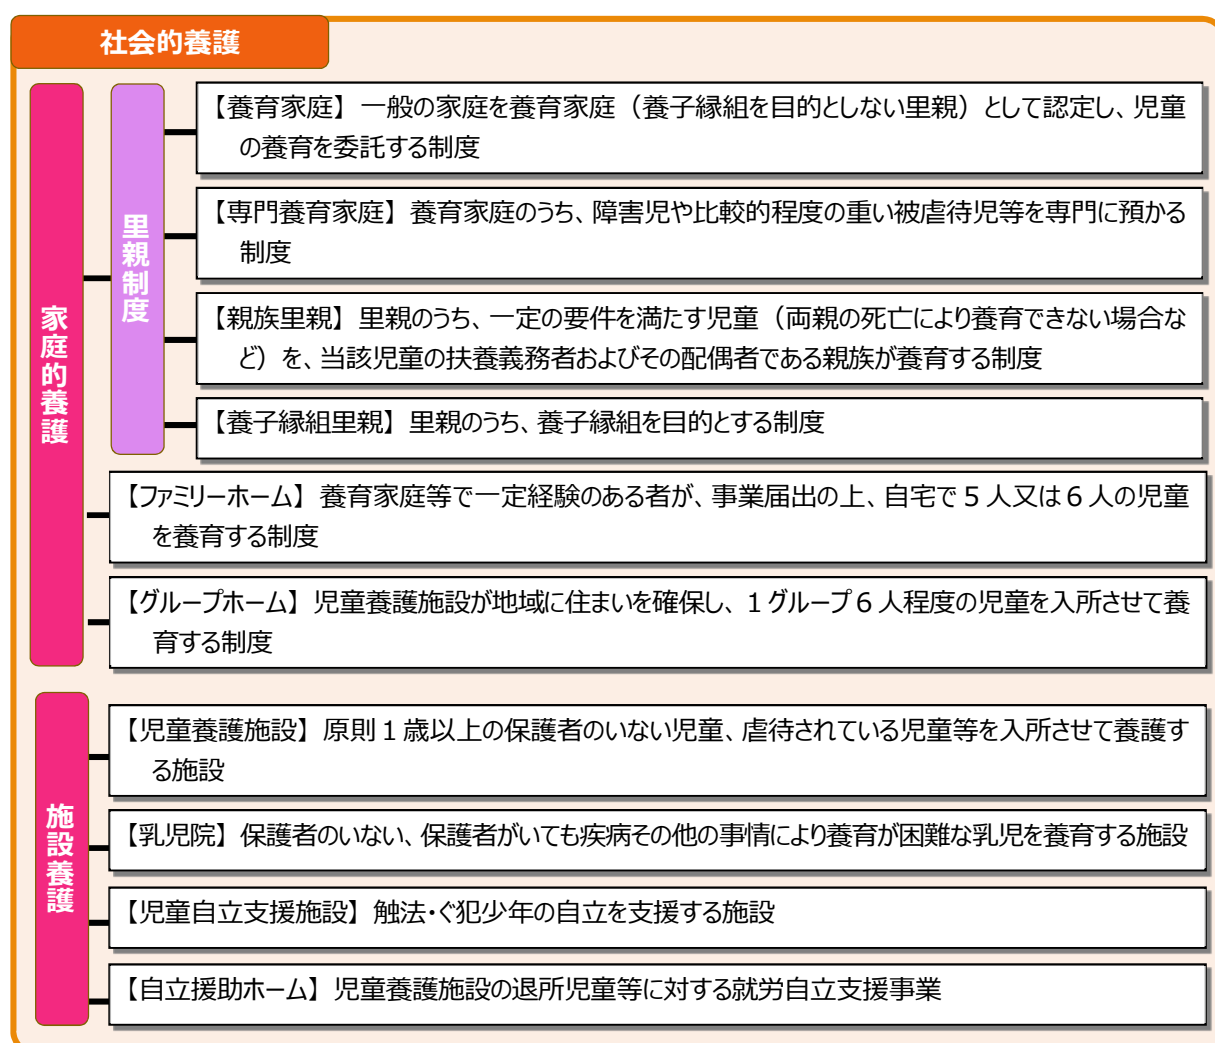 社会的養護
家庭的養護
里親制度
【養育家庭】 一般の家庭を養育家庭（養子縁組を目的としない里親）として認定し、児童
の養育を委託する制度
【専門養育家庭】 養育家庭のうち、障害児や比較的程度の重い被虐待児等を専門に預かる
制度
【親族里親】 里親のうち、一定の要件を満たす児童（両親の死亡により養育できない場合な
ど）を、当該児童の扶養義務者およびその配偶者である親族が養育する制度
【養子縁組里親】 里親のうち、養子縁組を目的とする制度
【ファミリーホーム】 養育家庭等で一定経験のある者が、事業届出の上、自宅で５人又は６人の児童
を養育する制度
【グループホーム】 児童養護施設が地域に住まいを確保し、１グループ６人程度の児童を入所させて養
育する制度
施設養護
【児童養護施設】 原則１歳以上の保護者のいない児童、虐待されている児童等を入所させて養護す
る施設
【乳児院】 保護者のいない、保護者がいても疾病その他の事情により養育が困難な乳児を養育する施設
【児童自立支援施設】 触法・ぐ犯少年の自立を支援する施設
【自立援助ホーム】 児童養護施設の退所児童等に対する就労自立支援事業